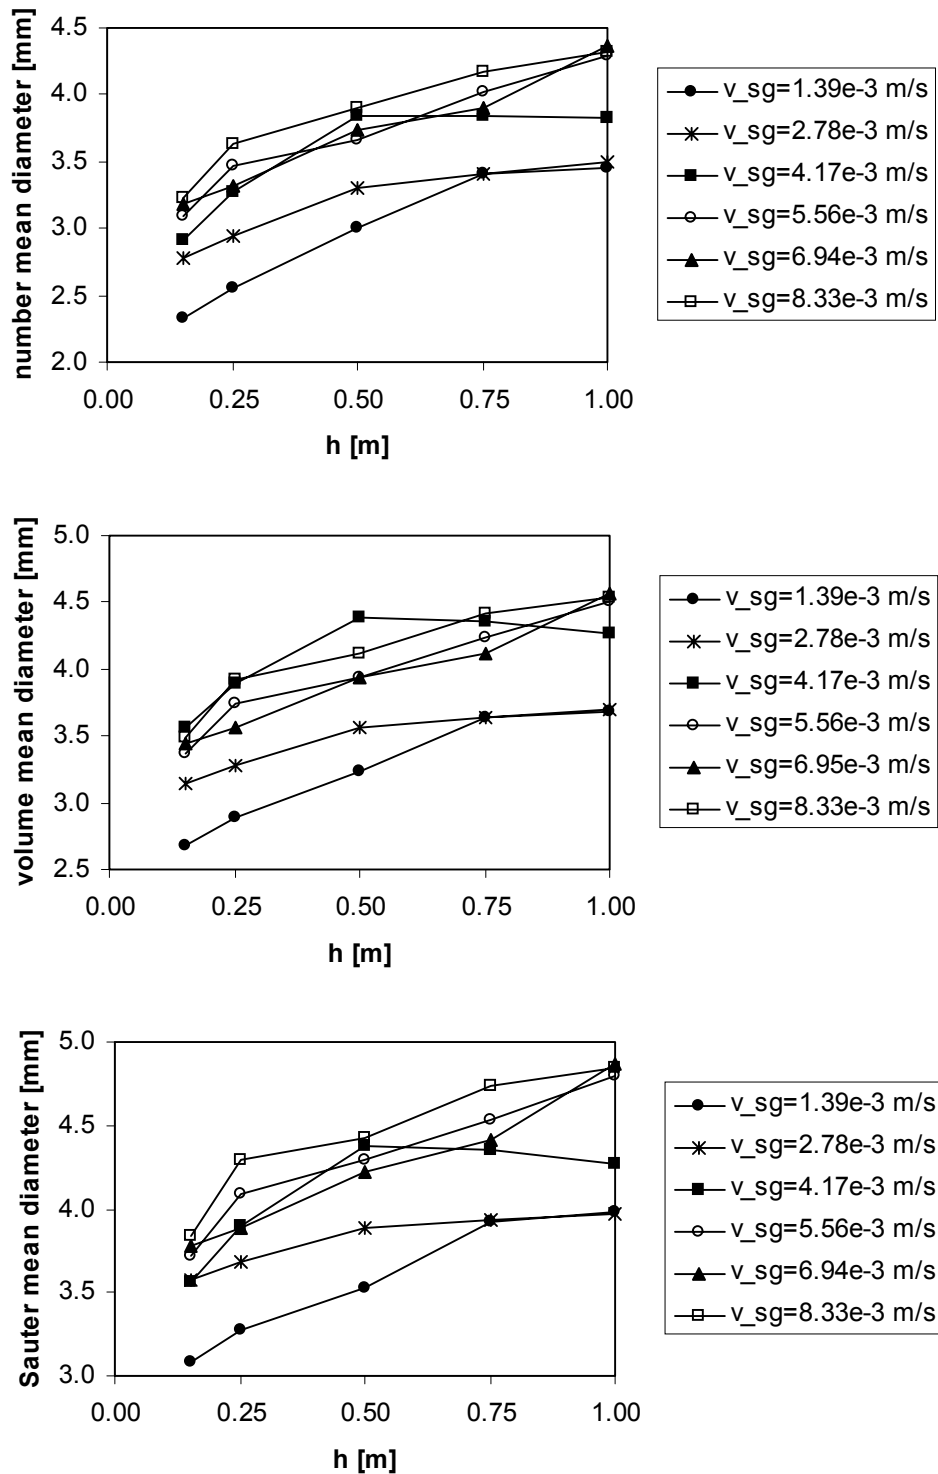 number mean diameter [mm]
4.5
4.0
3.5
3.0
2.5
2.0
0.00 0.25 0.50 0.75 1.00
h [m]
v_sg=1.39e-3 m/s
v_sg=2.78e-3 m/s
v_sg=4.17e-3 m/s
v_sg=5.56e-3 m/s
v_sg=6.94e-3 m/s
v_sg=8.33e-3 m/s
volume mean diameter [mm]
5.0
4.5
4.0
3.5
3.0
2.5
0.00 0.25 0.50 0.75 1.00
h [m]
v_sg=1.39e-3 m/s
v_sg=2.78e-3 m/s
v_sg=4.17e-3 m/s
v_sg=5.56e-3 m/s
v_sg=6.95e-3 m/s
v_sg=8.33e-3 m/s
Sauter mean diameter [mm]
5.0
4.5
4.0
3.5
3.0
0.00 0.25 0.50 0.75 1.00
h [m]
v_sg=1.39e-3 m/s
v_sg=2.78e-3 m/s
v_sg=4.17e-3 m/s
v_sg=5.56e-3 m/s
v_sg=6.94e-3 m/s
v_sg=8.33e-3 m/s